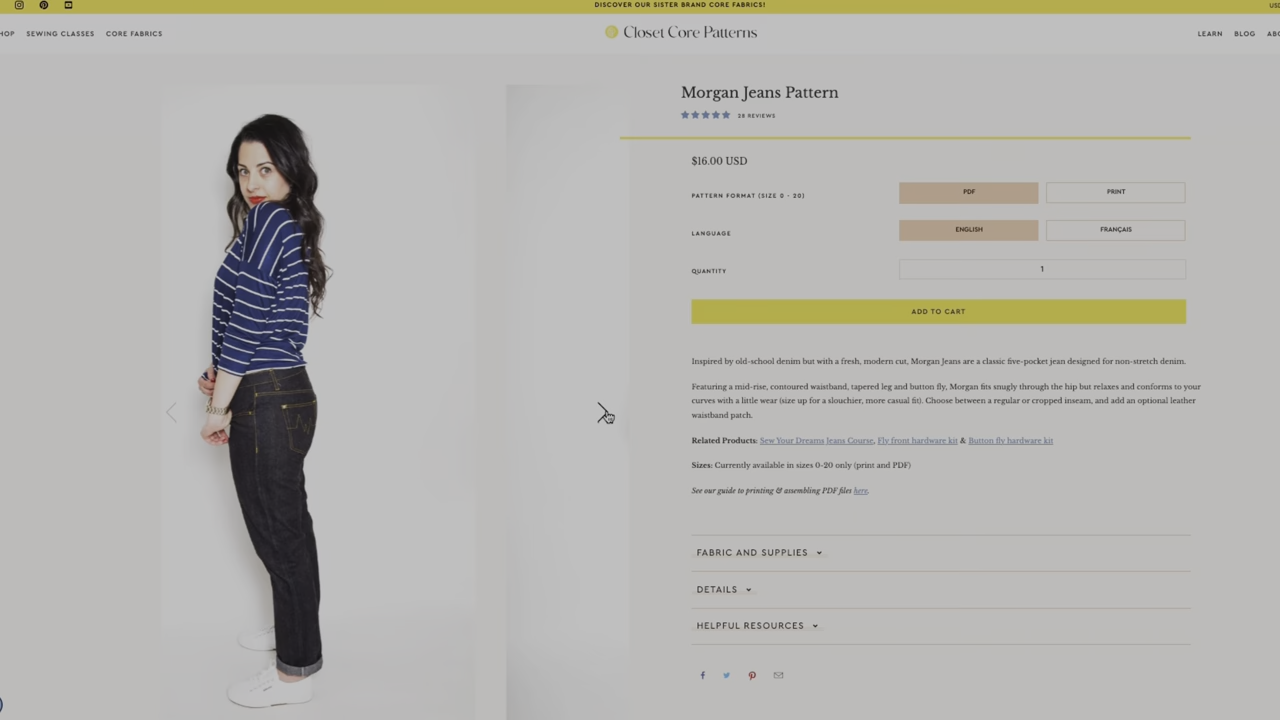 DISCOVER OUR SISTER BRAND CORE FABRICS!
SEWING CLASSES CORE FABRICS
Closet Core Patterns
LEARN BLOG
Morgan Jeans Pattern
28 REVIEWS
$16.00 USD
PATTERN FORMAT (SIZE 0 - 20) PDF PRINT
LANGUAGE ENGLISH FRANÇAIS
QUANTITY 1
ADD TO CART
Inspired by old-school denim but with a fresh, modern cut, Morgan Jeans are a classic five-pocket jean designed for non-stretch denim.
Featuring a mid-rise, contoured waistband, tapered leg and button fly, Morgan fits snugly through the hip but relaxes and conforms to your
curves with a little wear (size up for a slouchier, more casual fit). Choose between a regular or cropped inseam, and add an optional leather
waistband patch.
Related Products: Sew Your Dreams Jeans Course, Fly front hardware kit & Button fly hardware kit
Sizes: Currently available in sizes 0-20 only (print and PDF)
See our guide to printing & assembling PDF files here.
FABRIC AND SUPPLIES
DETAILS
HELPFUL RESOURCES